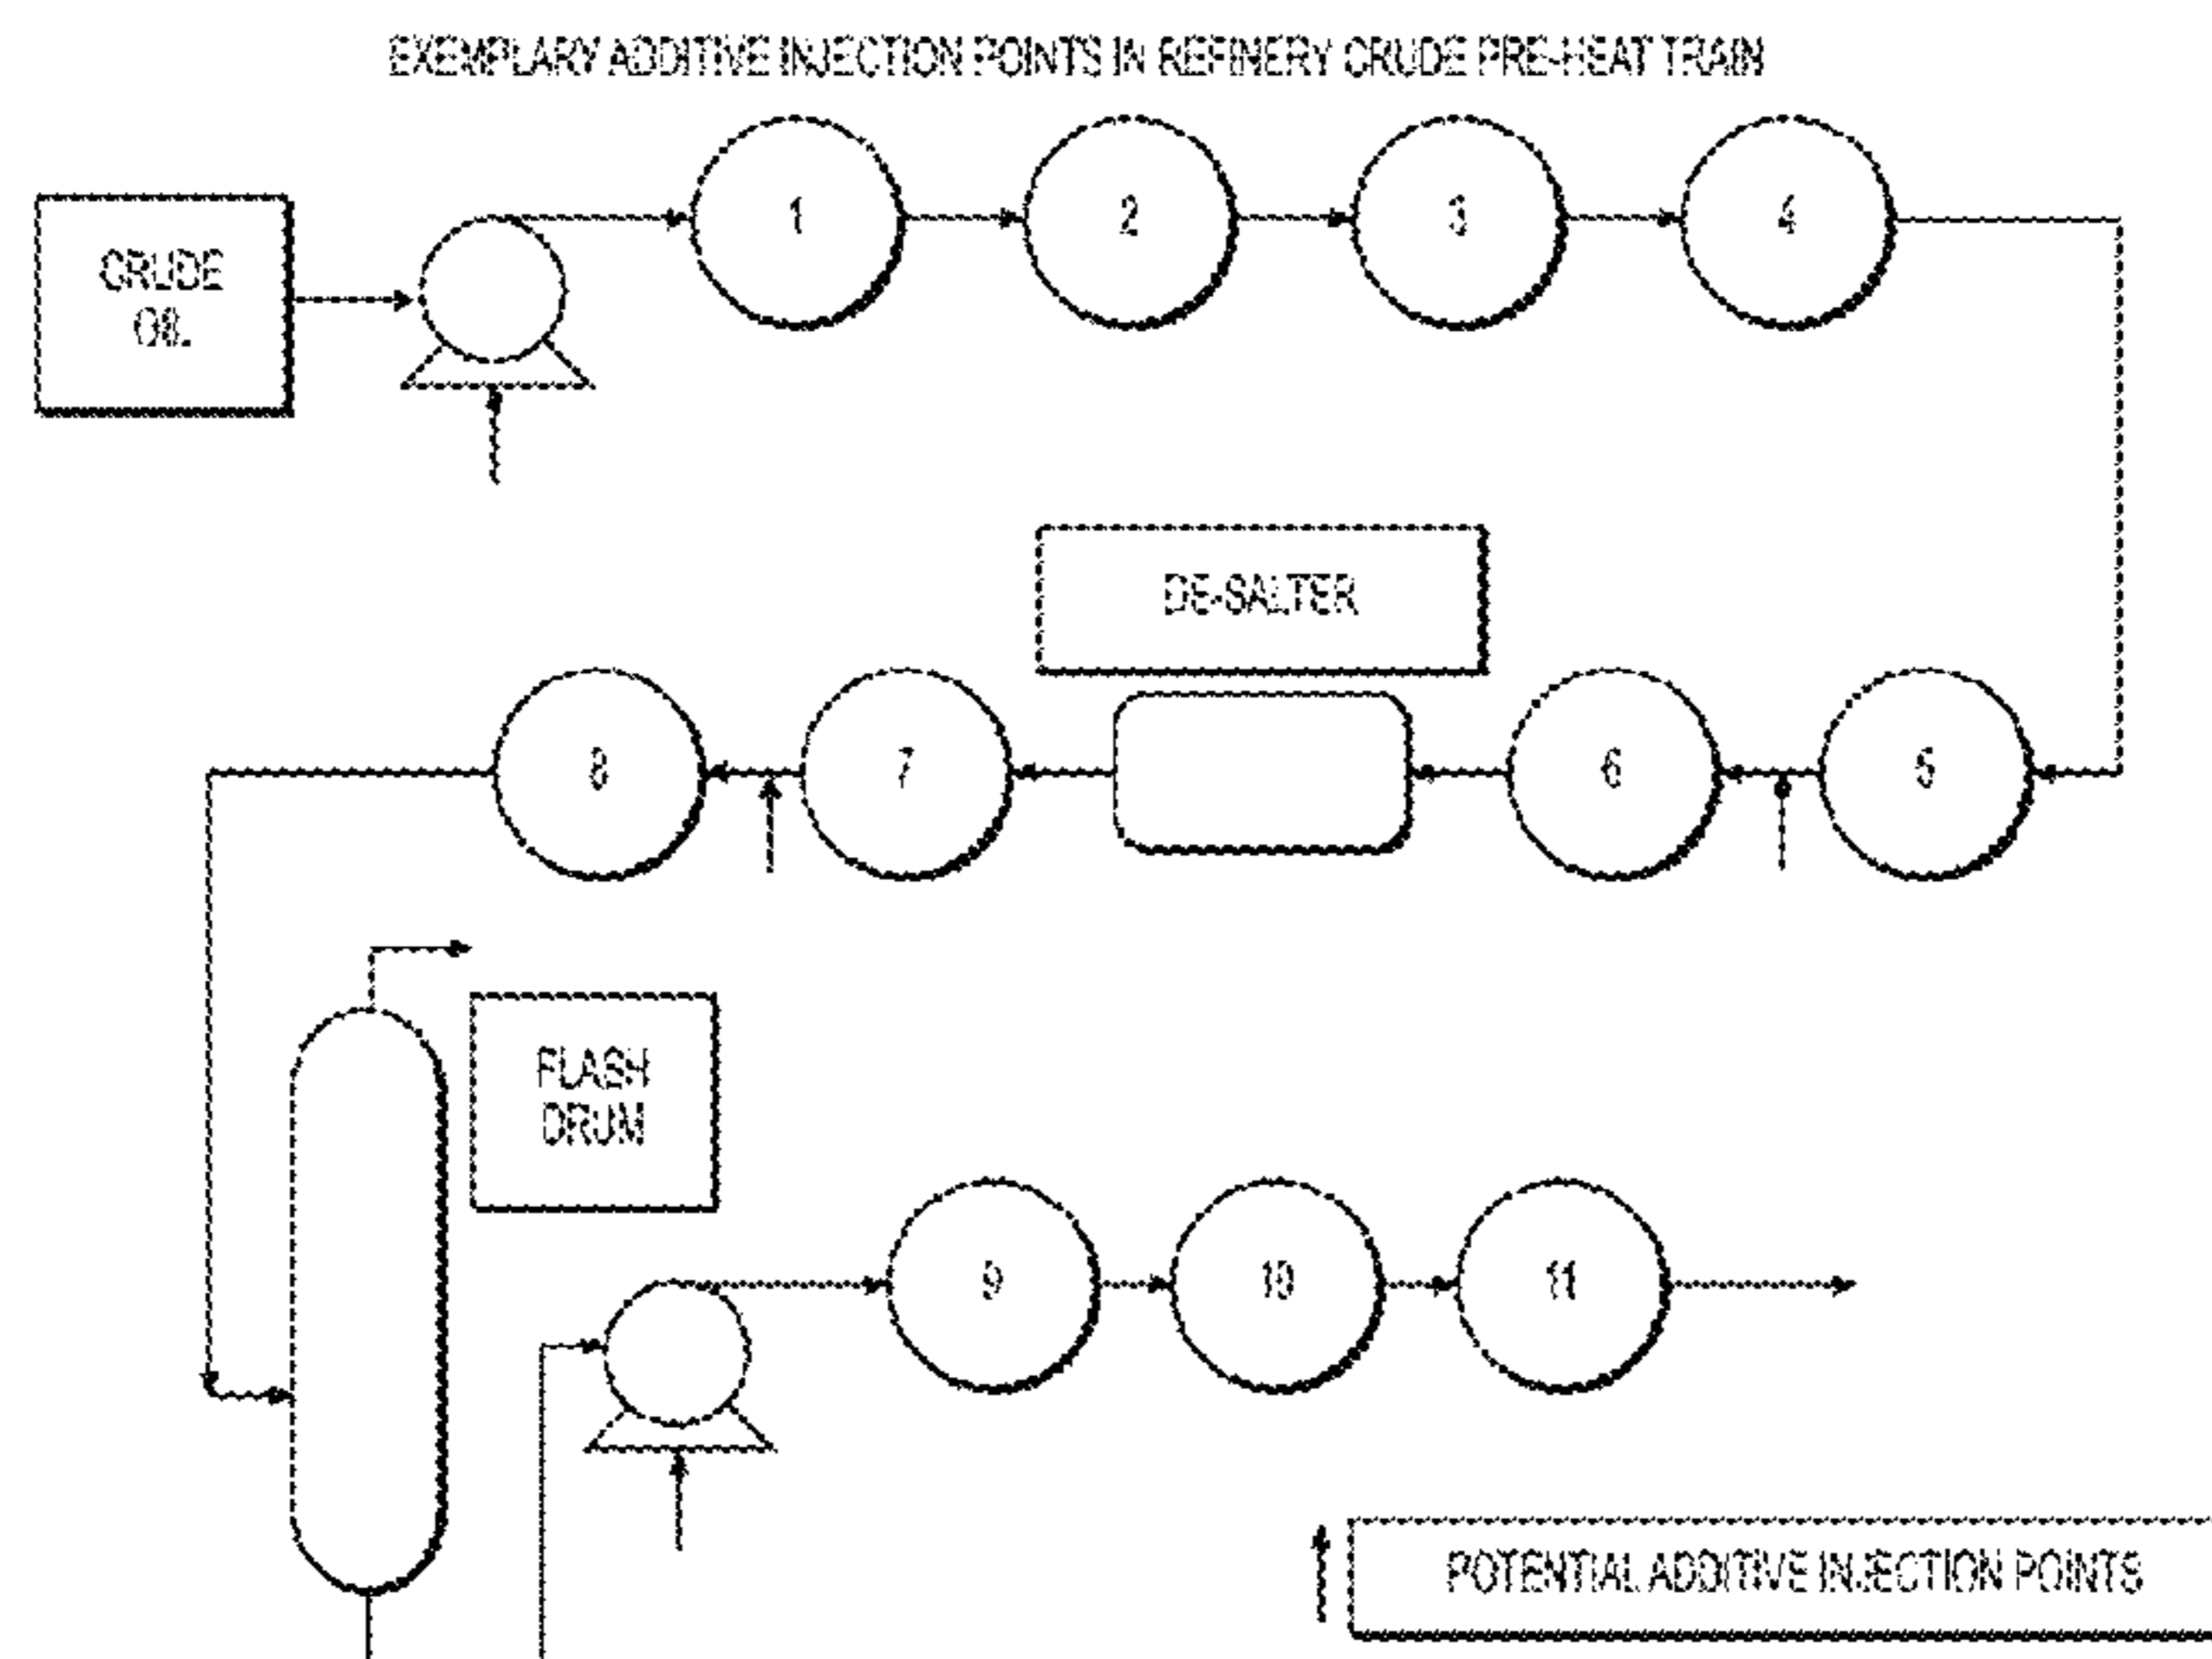 EXEMPLARY ADDITIVE INJECTION POINTS IN REFINERY CRUDE PRE-HEAT TRAIN
1
2
3
4
CRUDE
OIL
DE-SALTER
8
7
6
5
FLASH
DRUM
9
10
11
POTENTIAL ADDITIVE INJECTION POINTS